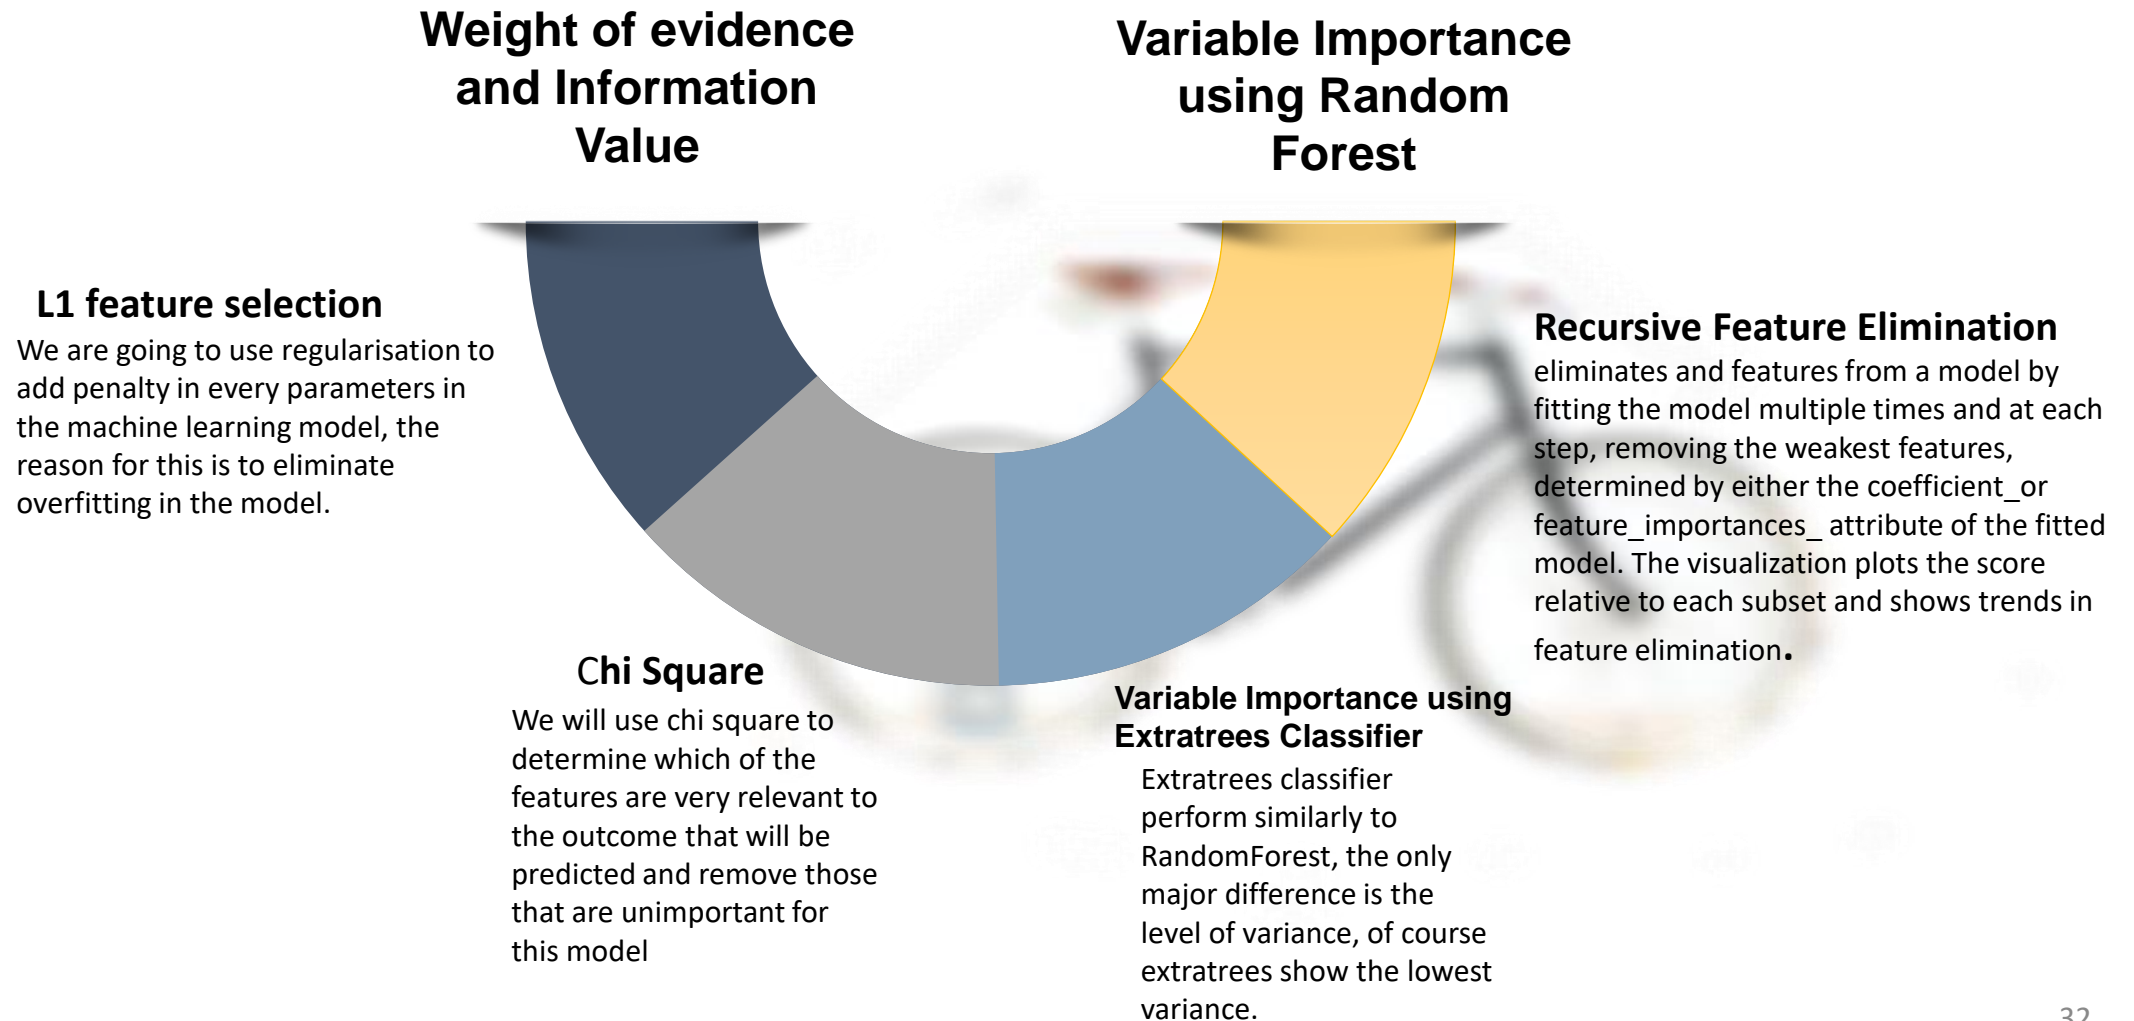 Weight of evidence
and Information
Value
Variable Importance
using Random
Forest
L1 feature selection
We are going to use regularisation to
add penalty in every parameters in
the machine learning model, the
reason for this is to eliminate
overfitting in the model.
Recursive Feature Elimination
eliminates and features from a model by
fitting the model multiple times and at each
step, removing the weakest features,
determined by either the coefficient_or
feature_importances_ attribute of the fitted
model. The visualization plots the score
relative to each subset and shows trends in
feature elimination.
Chi Square
We will use chi square to
determine which of the
features are very relevant to
the outcome that will be
predicted and remove those
that are unimportant for
this model
Variable Importance using
Extratrees Classifier
Extratrees classifier
perform similarly to
RandomForest, the only
major difference is the
level of variance, of course
extratrees show the lowest
variance.
32